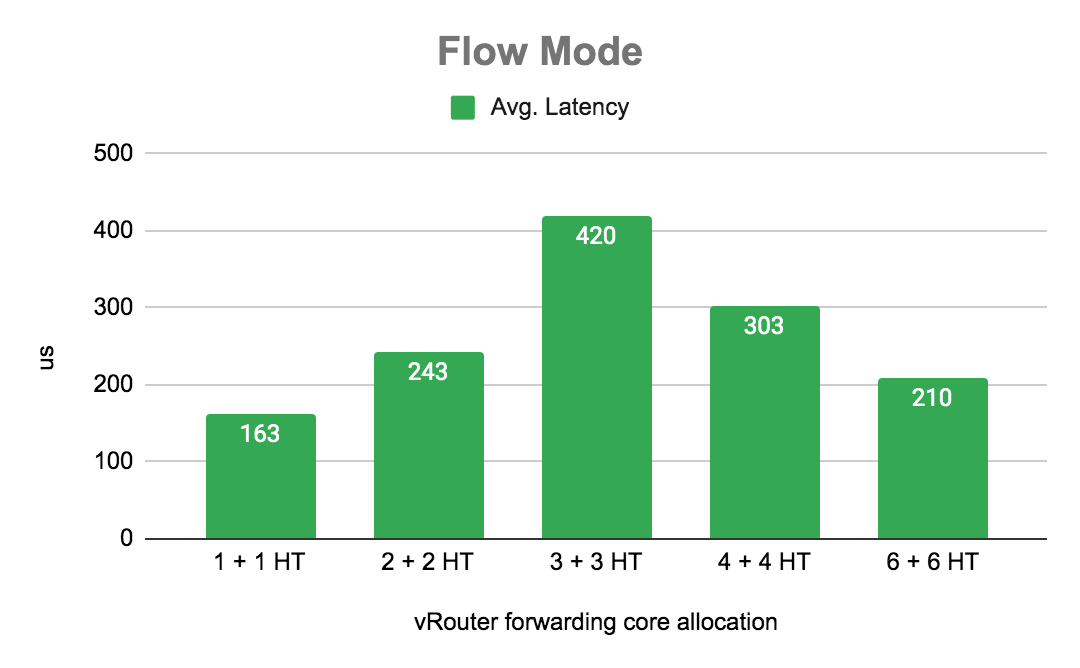 Flow Mode
Avg. Latency
500
400
300
200
100
0
us
163
243
420
303
210
1 + 1 HT
2 + 2 HT
3 + 3 HT
4 + 4 HT
6 + 6 HT
vRouter forwarding core allocation